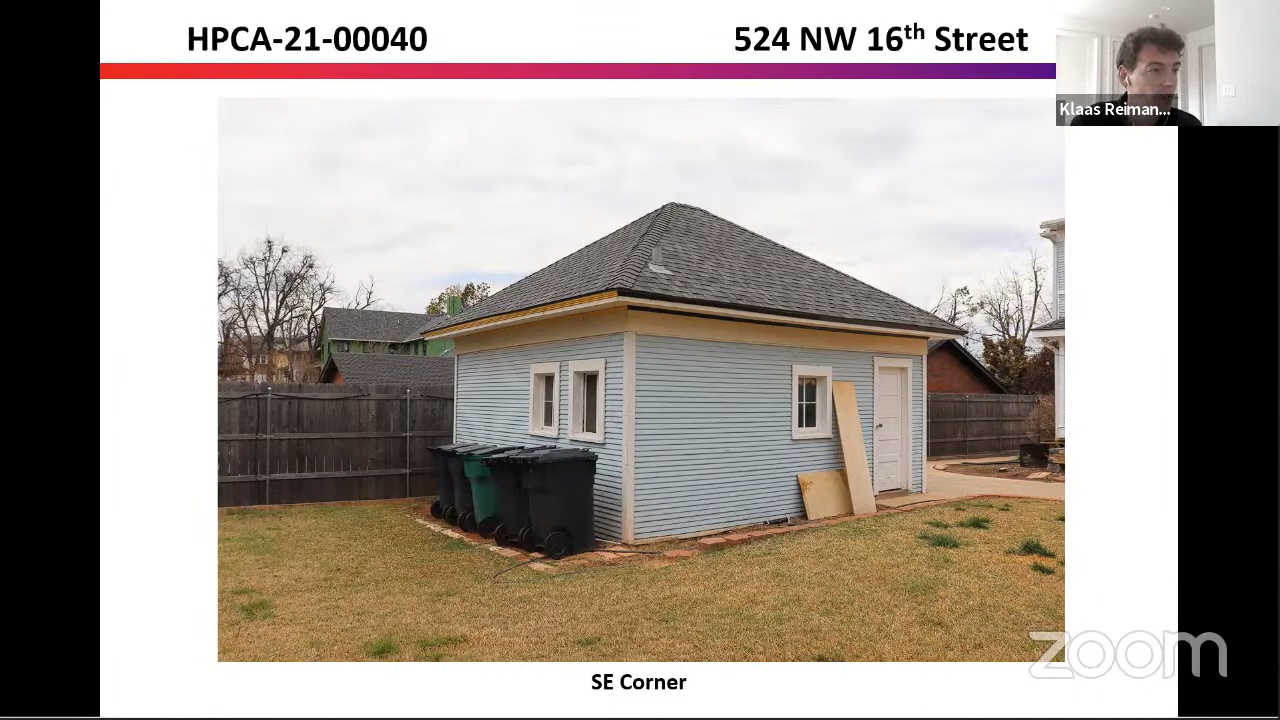 HPCA-21-00040
524 NW 16th Street
Klaas Reiman...
SE Corner
zoom